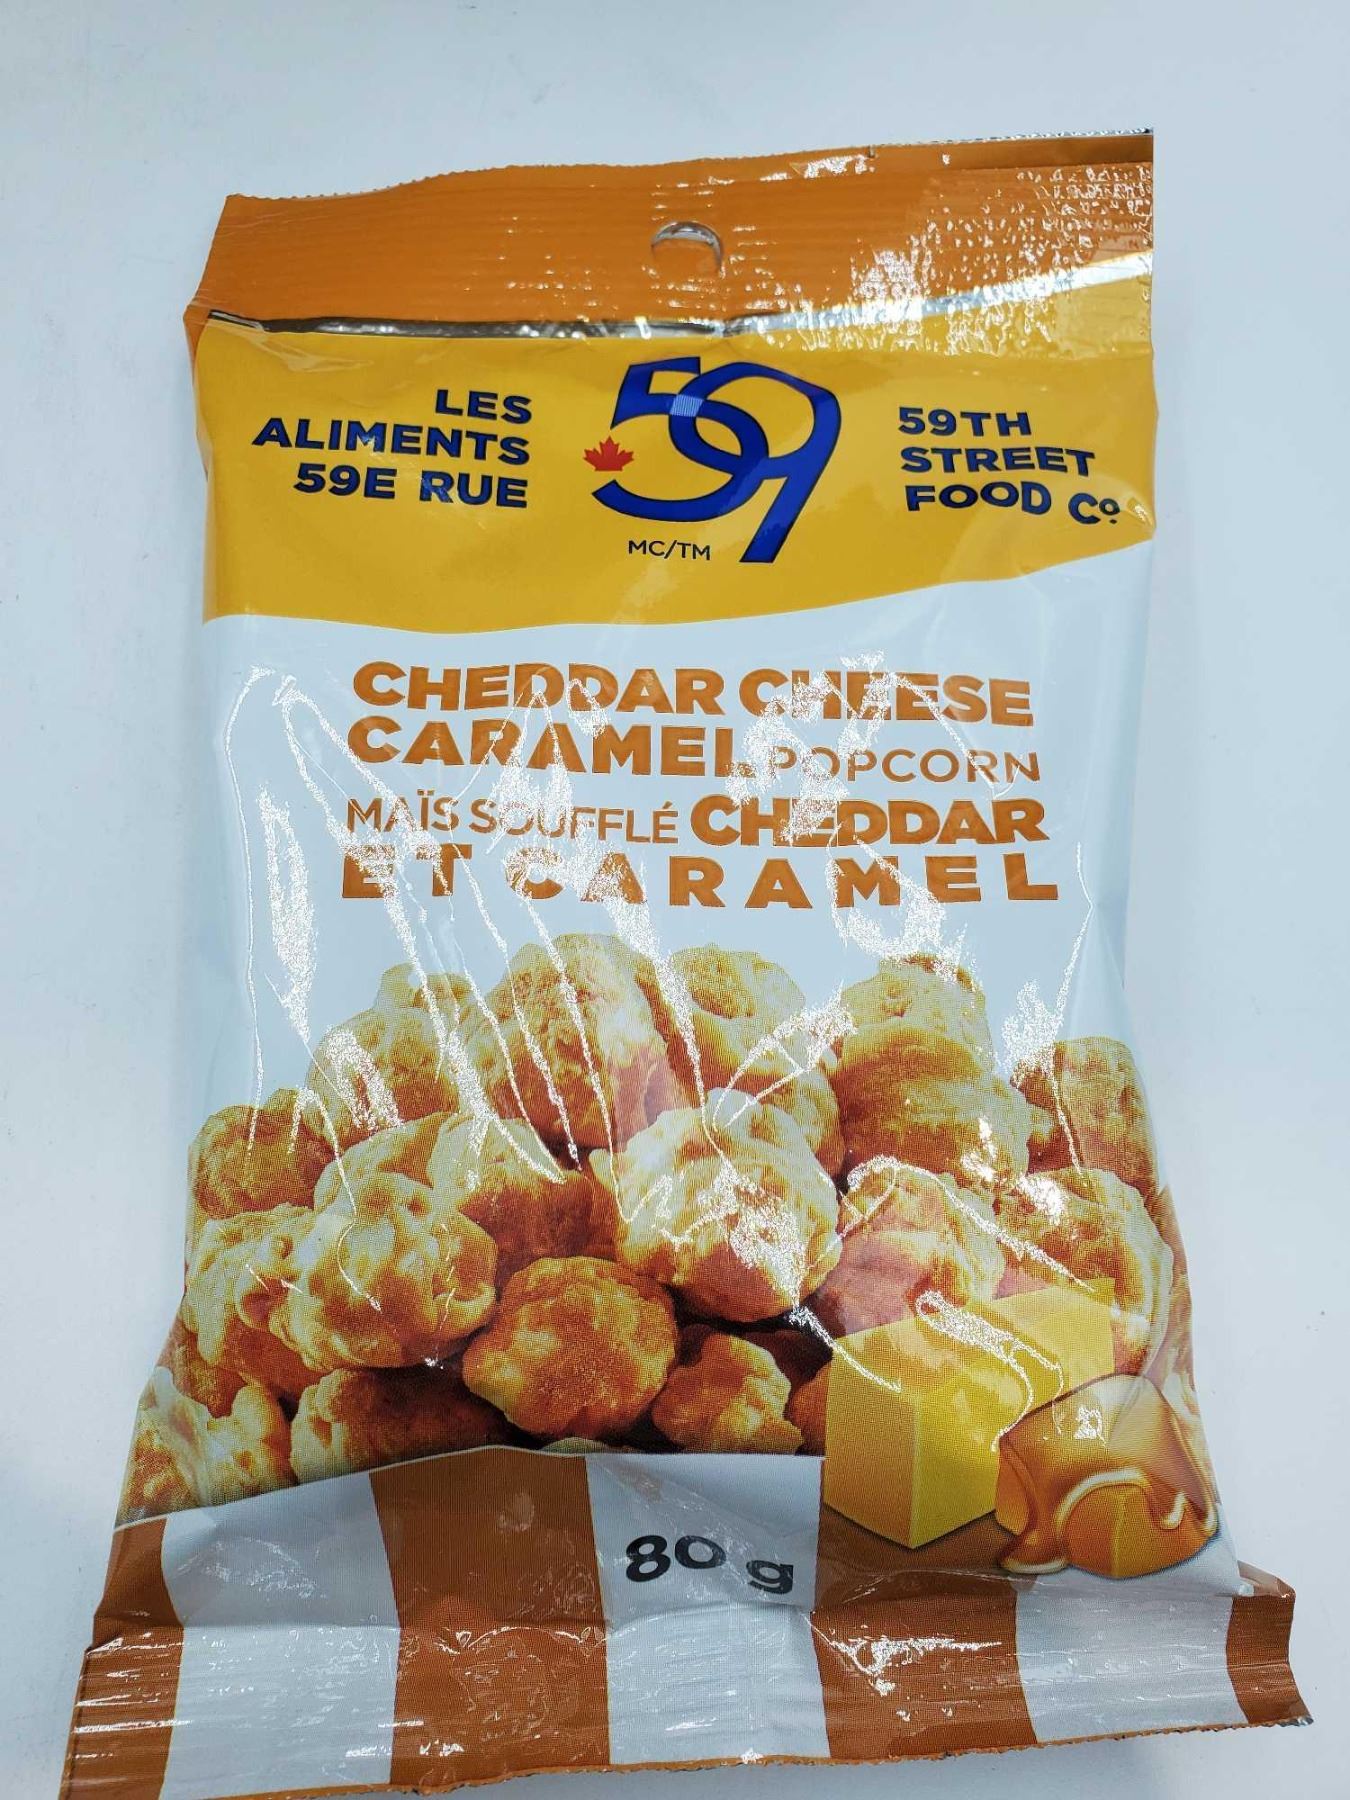 LES
ALIMENTS
59E RUE
59
MC/TM
59TH
STREET
FOOD Cº
CHEDDAR CHEESE
CARAMEL POPCORN
MAÏS SOUFFLÉ CHEDDAR
ET CARAMEL
80 g